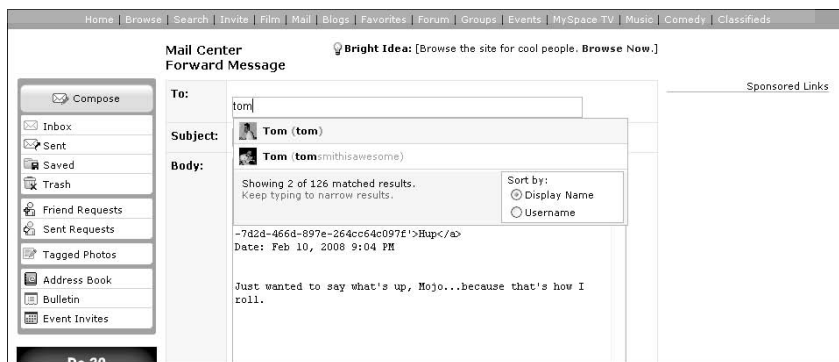 Home | Browse | Search | Invite | Film | Mail | Blogs | Favorites | Forum | Groups | Events | MySpace TV | Music | Comedy | Classifieds
Mail Center
Forward Message
Bright Idea: [Browse the site for cool people. Browse Now.]
Sponsored Links
Compose
Inbox
Sent
Saved
Trash
Friend Requests
Sent Requests
Tagged Photos
Address Book
Bulletin
Event Invites
To:
tom
Subject:
Tom (tom)
Tom (tomsmithisawesome)
Body:
Showing 2 of 126 matched results.
Keep typing to narrow results.
Sort by:
Display Name
Username
-7d2d-466d-897e-264cc64c097f'>Hup</a>
Date: Feb 10, 2008 9:04 PM
Just wanted to say what's up, Mojo...because that's how I
roll.